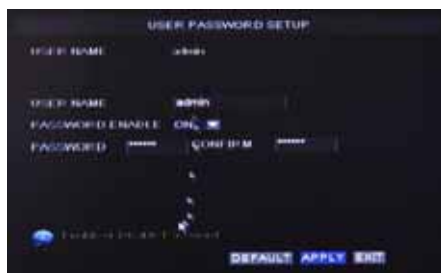 USER PASSWORD SETUP
USER NAME admin
USER NAME admin
PASSWORD ENABLE ON
PASSWORD ****** CONFIRM ******
DEFAULT APPLY EXIT